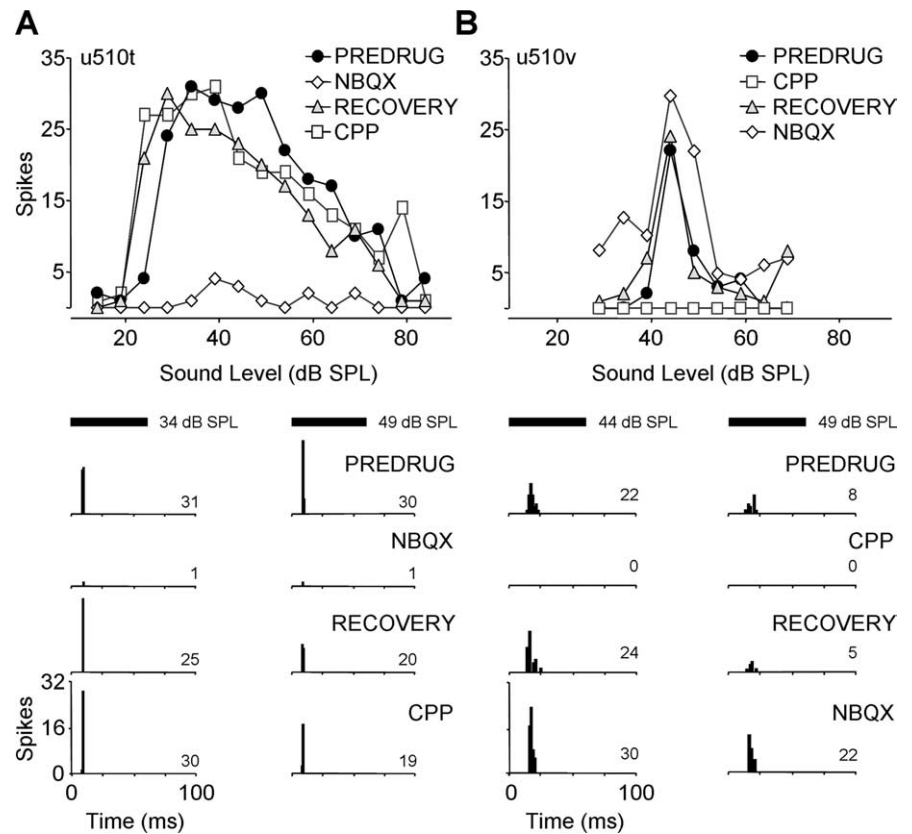 A
u510t
PREDRUG
NBQX
RECOVERY
CPP
35
25
15
5
Spikes
20 40 60 80
Sound Level (dB SPL)
B
u510v
PREDRUG
CPP
RECOVERY
NBQX
35
25
15
5
20 40 60 80
Sound Level (dB SPL)
34 dB SPL 49 dB SPL
PREDRUG
31 30
NBQX
1 1
RECOVERY
25 20
CPP
30 19
32
16
0
Spikes
0 100
Time (ms)
44 dB SPL 49 dB SPL
PREDRUG
22 8
CPP
0 0
RECOVERY
24 5
NBQX
30 22
0 100
Time (ms)